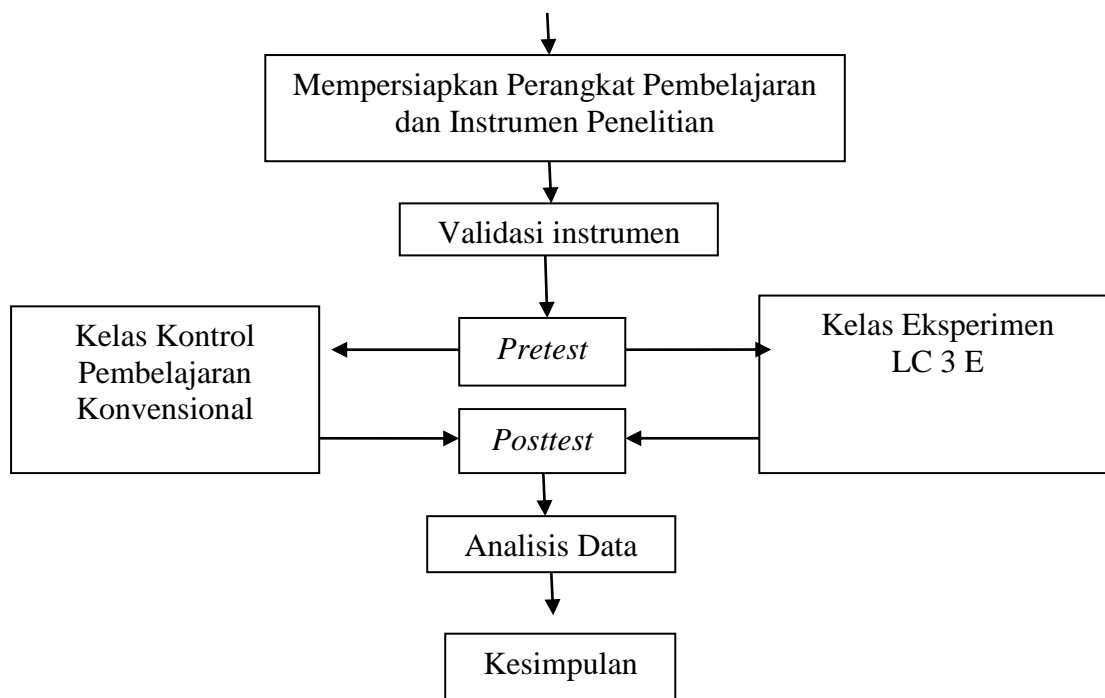 Mempersiapkan Perangkat Pembelajaran
dan Instrumen Penelitian
Validasi instrumen
Kelas Kontrol
Pembelajaran
Konvensional
Pretest
Kelas Eksperimen
LC 3 E
Posttest
Analisis Data
Kesimpulan